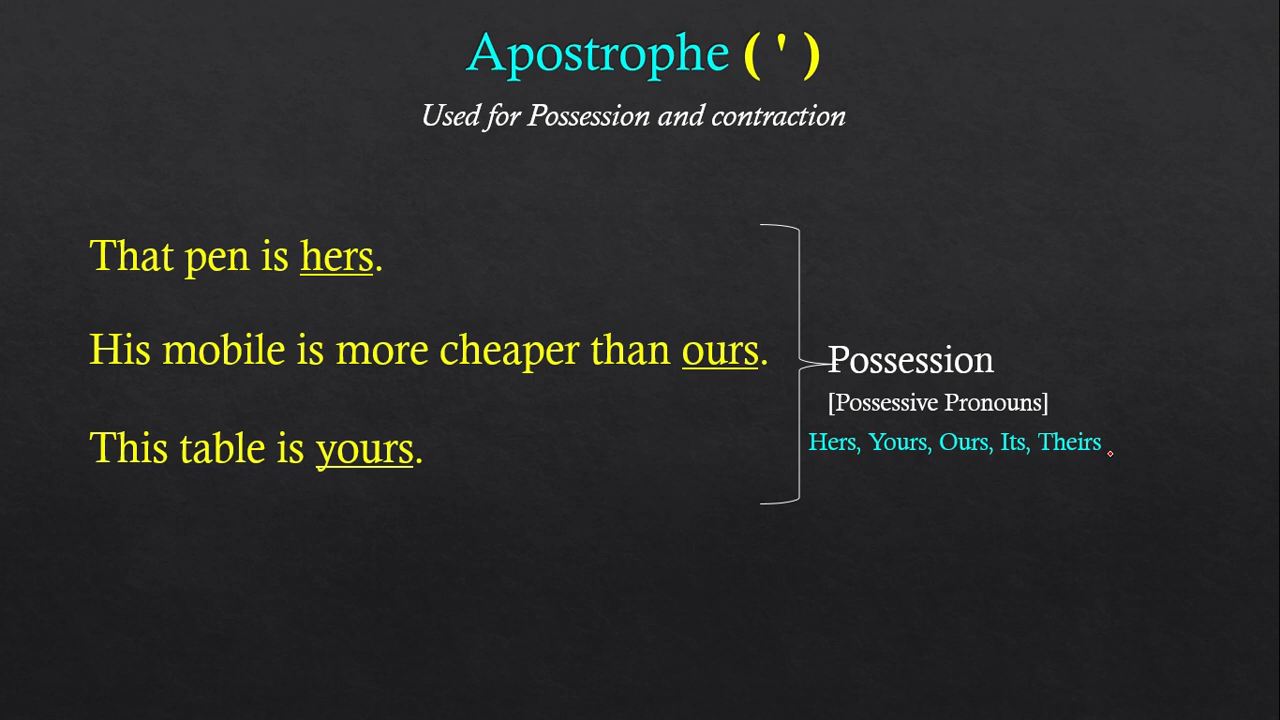 Apostrophe ( ' )
Used for Possession and contraction
That pen is hers.
His mobile is more cheaper than ours.
This table is yours.
Possession
[Possessive Pronouns]
Hers, Yours, Ours, Its, Theirs